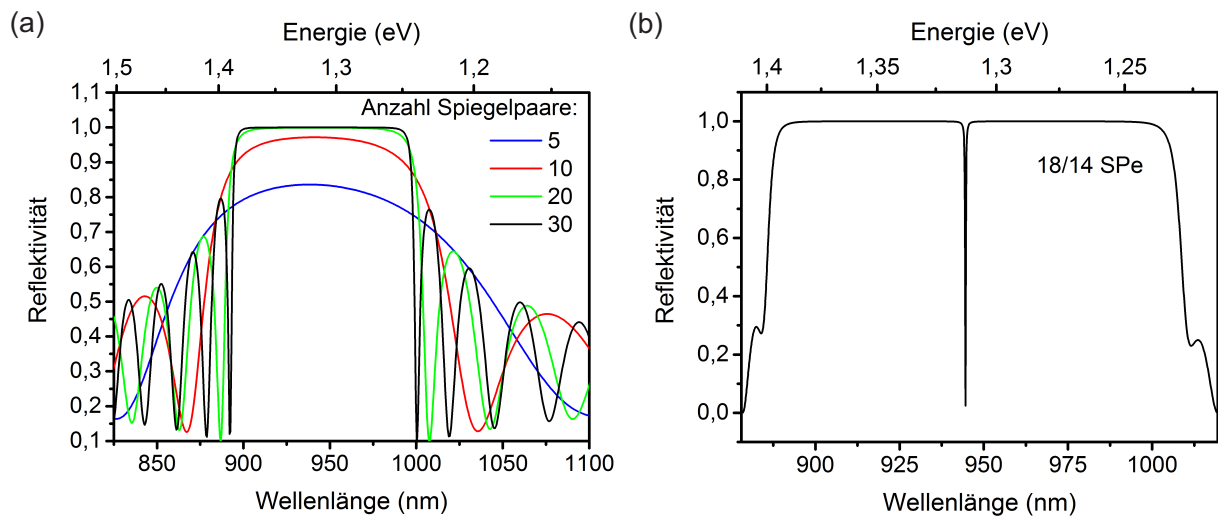 (a)
Energie (eV)
1,5 1,4 1,3 1,2
1,1
1,0
0,9
0,8
0,7
0,6
0,5
0,4
0,3
0,2
0,1
Reflektivität
Anzahl Spiegelpaare:
5
10
20
30
850 900 950 1000 1050 1100
Wellenlänge (nm)
(b)
Energie (eV)
1,4 1,35 1,3 1,25
1,0
0,8
0,6
0,4
0,2
0,0
Reflektivität
18/14 SPe
900 925 950 975 1000
Wellenlänge (nm)